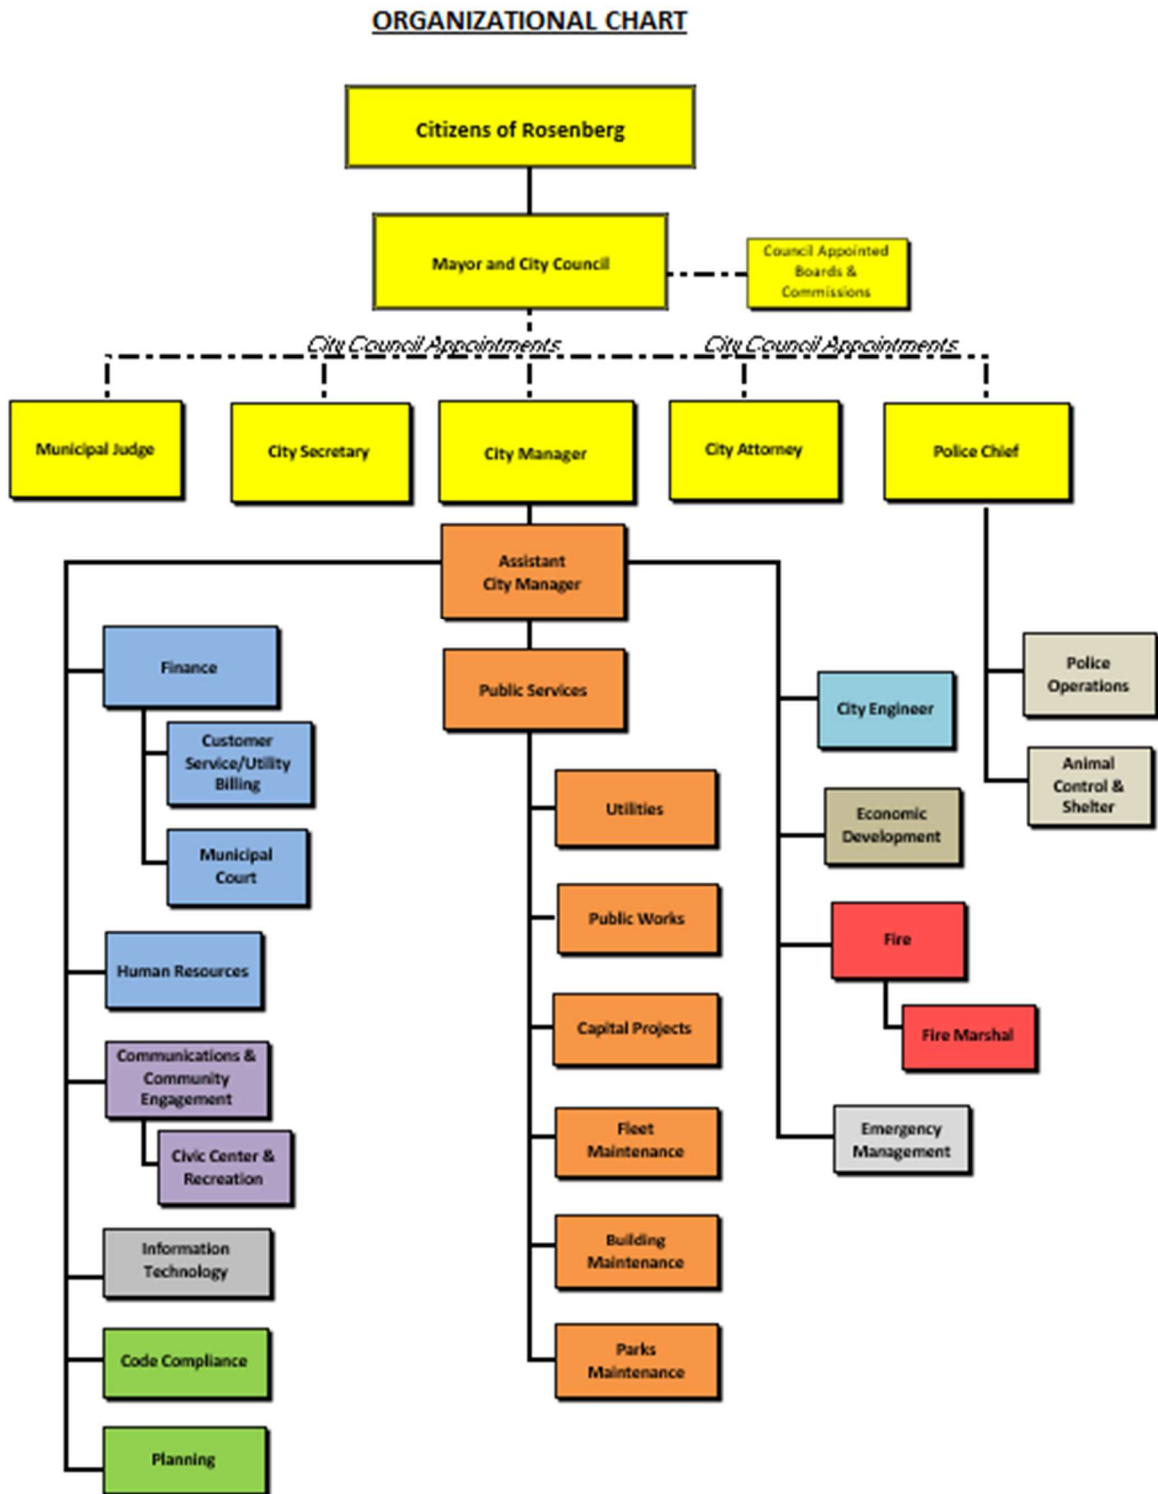 ORGANIZATIONAL CHART
Citizens of Rosenberg
Mayor and City Council
Council Appointed
Boards &
Commissions
City Council Appointments
City Council Appointments
Municipal Judge
City Secretary
City Manager
City Attorney
Police Chief
Assistant
City Manager
Finance
Customer
Service/Utility
Billing
Municipal
Court
Human Resources
Communications &
Community
Engagement
Civic Center &
Recreation
Information
Technology
Code Compliance
Planning
Public Services
Utilities
Public Works
Capital Projects
Fleet
Maintenance
Building
Maintenance
Parks
Maintenance
City Engineer
Economic
Development
Fire
Fire Marshal
Emergency
Management
Police
Operations
Animal
Control &
Shelter